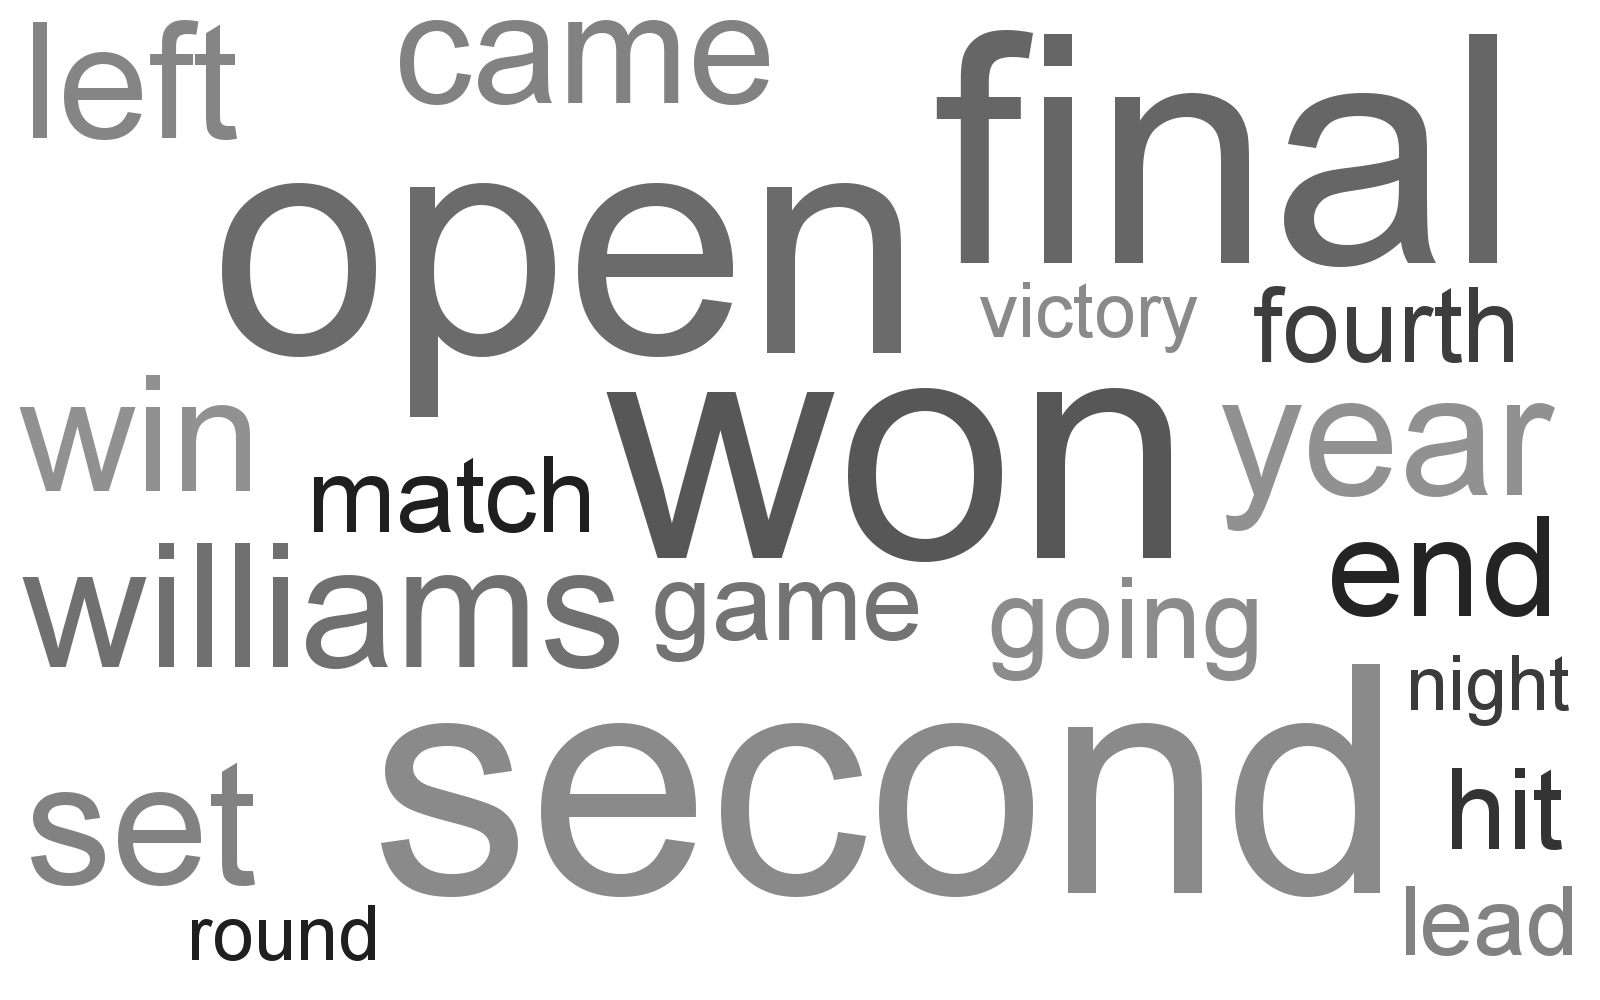 left
came
final
open
victory
fourth
win
match
won
year
williams
game
going
end
night
set
second
hit
round
lead